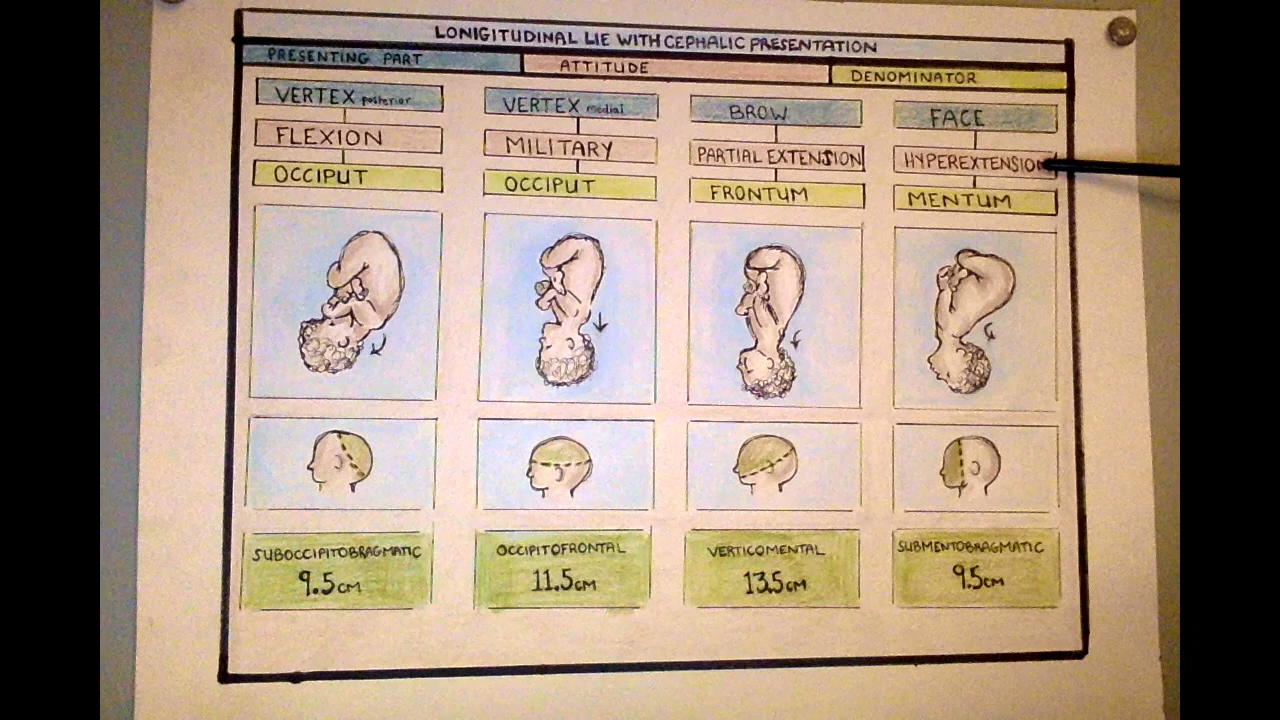 LONIGITUDINAL LIE WITH CEPHALIC PRESENTATION
PRESENTING PART ATTITUDE DENOMINATOR
VERTEX posterior
FLEXION
OCCIPUT
VERTEX medial
MILITARY
OCCIPUT
BROW
PARTIAL EXTENSION
FRONTUM
FACE
HYPEREXTENSION
MENTUM
SUBOCCIPITOBRAGMATIC
9.5CM
OCCIPITOFRONTAL
11.5CM
VERTICOMENTAL
13.5CM
SUBMENTOBRAGMATIC
9.5CM